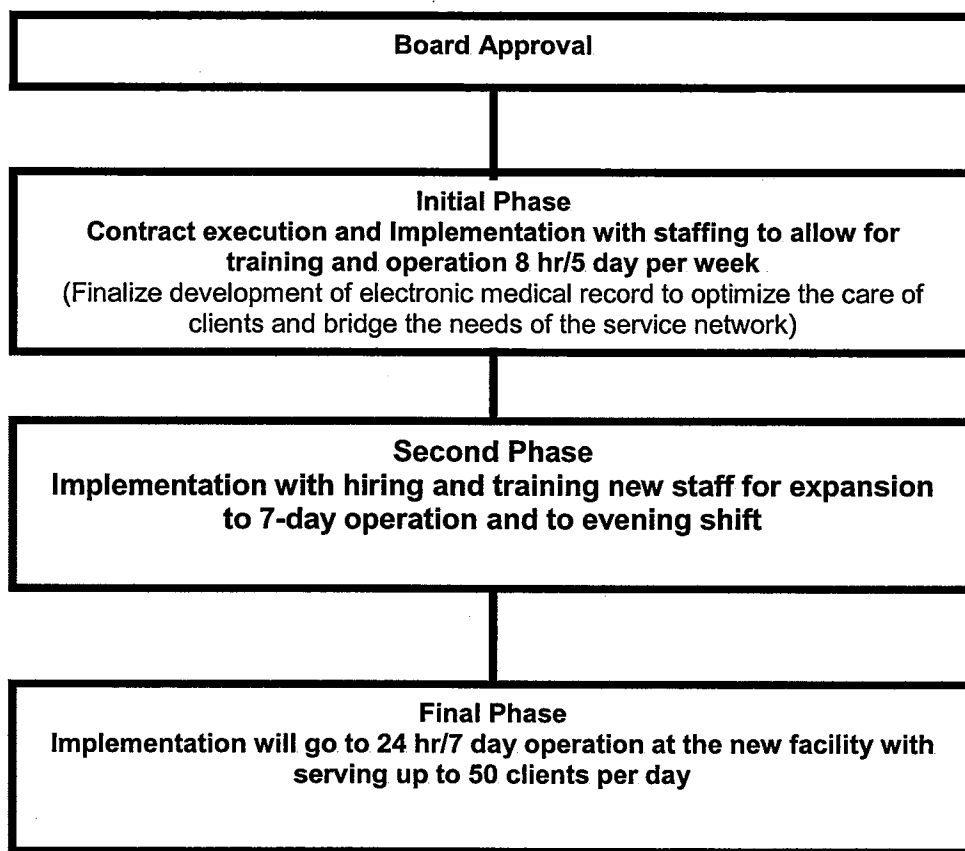 Board Approval
Initial Phase
Contract execution and Implementation with staffing to allow for
training and operation 8 hr/5 day per week
(Finalize development of electronic medical record to optimize the care of
clients and bridge the needs of the service network)
Second Phase
Implementation with hiring and training new staff for expansion
to 7-day operation and to evening shift
Final Phase
Implementation will go to 24 hr/7 day operation at the new facility with
serving up to 50 clients per day